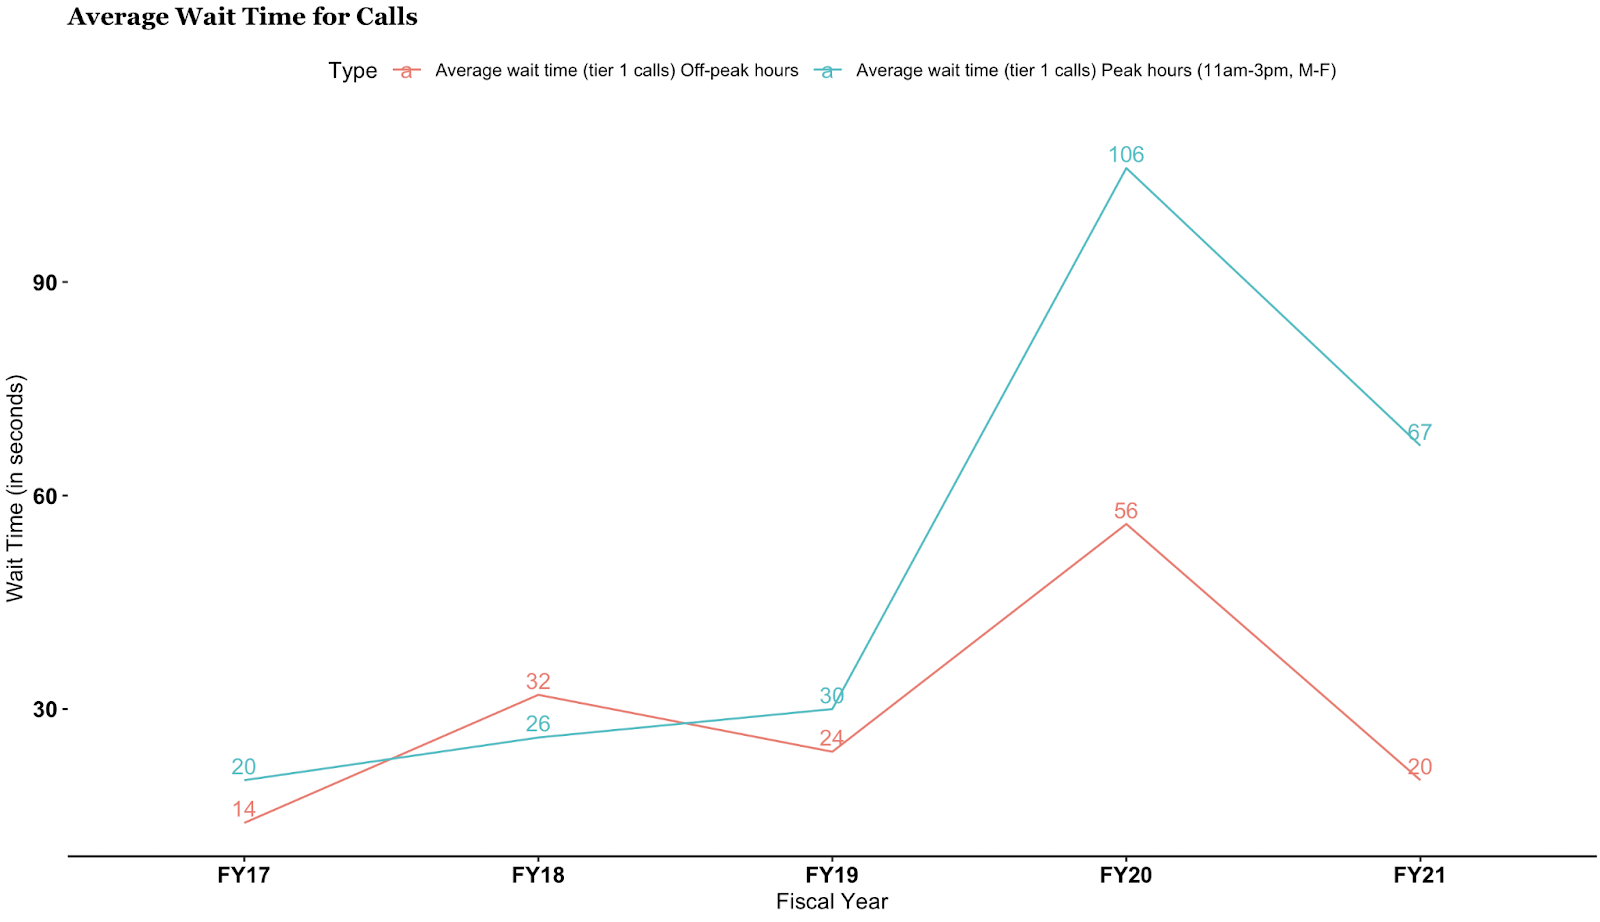 Average Wait Time for Calls
Type a Average wait time (tier 1 calls) Off-peak hours a Average wait time (tier 1 calls) Peak hours (11am-3pm, M-F)
106
90
67
60
56
Wait Time (in seconds)
32
30
30
26
24
20
20
14
FY17 FY18 FY19 FY20 FY21
Fiscal Year